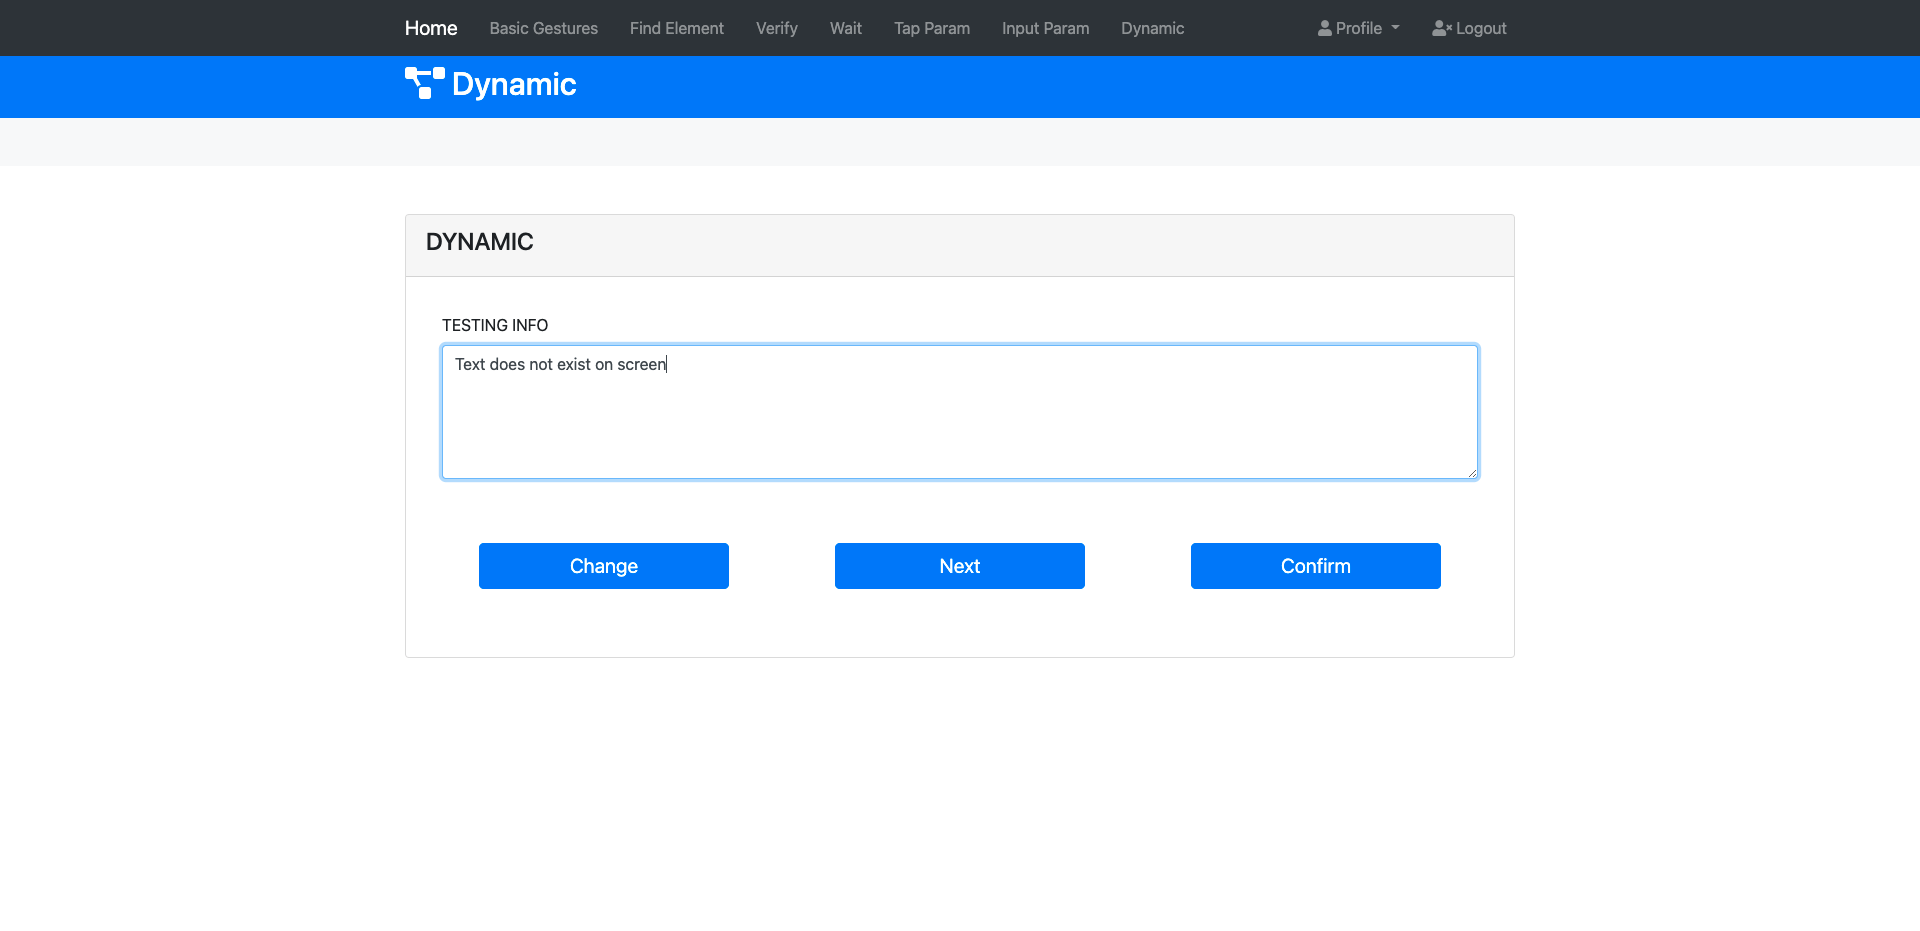 Home Basic Gestures Find Element Verify Wait Tap Param Input Param Dynamic Profile Logout
Dynamic
DYNAMIC
TESTING INFO
Text does not exist on screen
Change Next Confirm